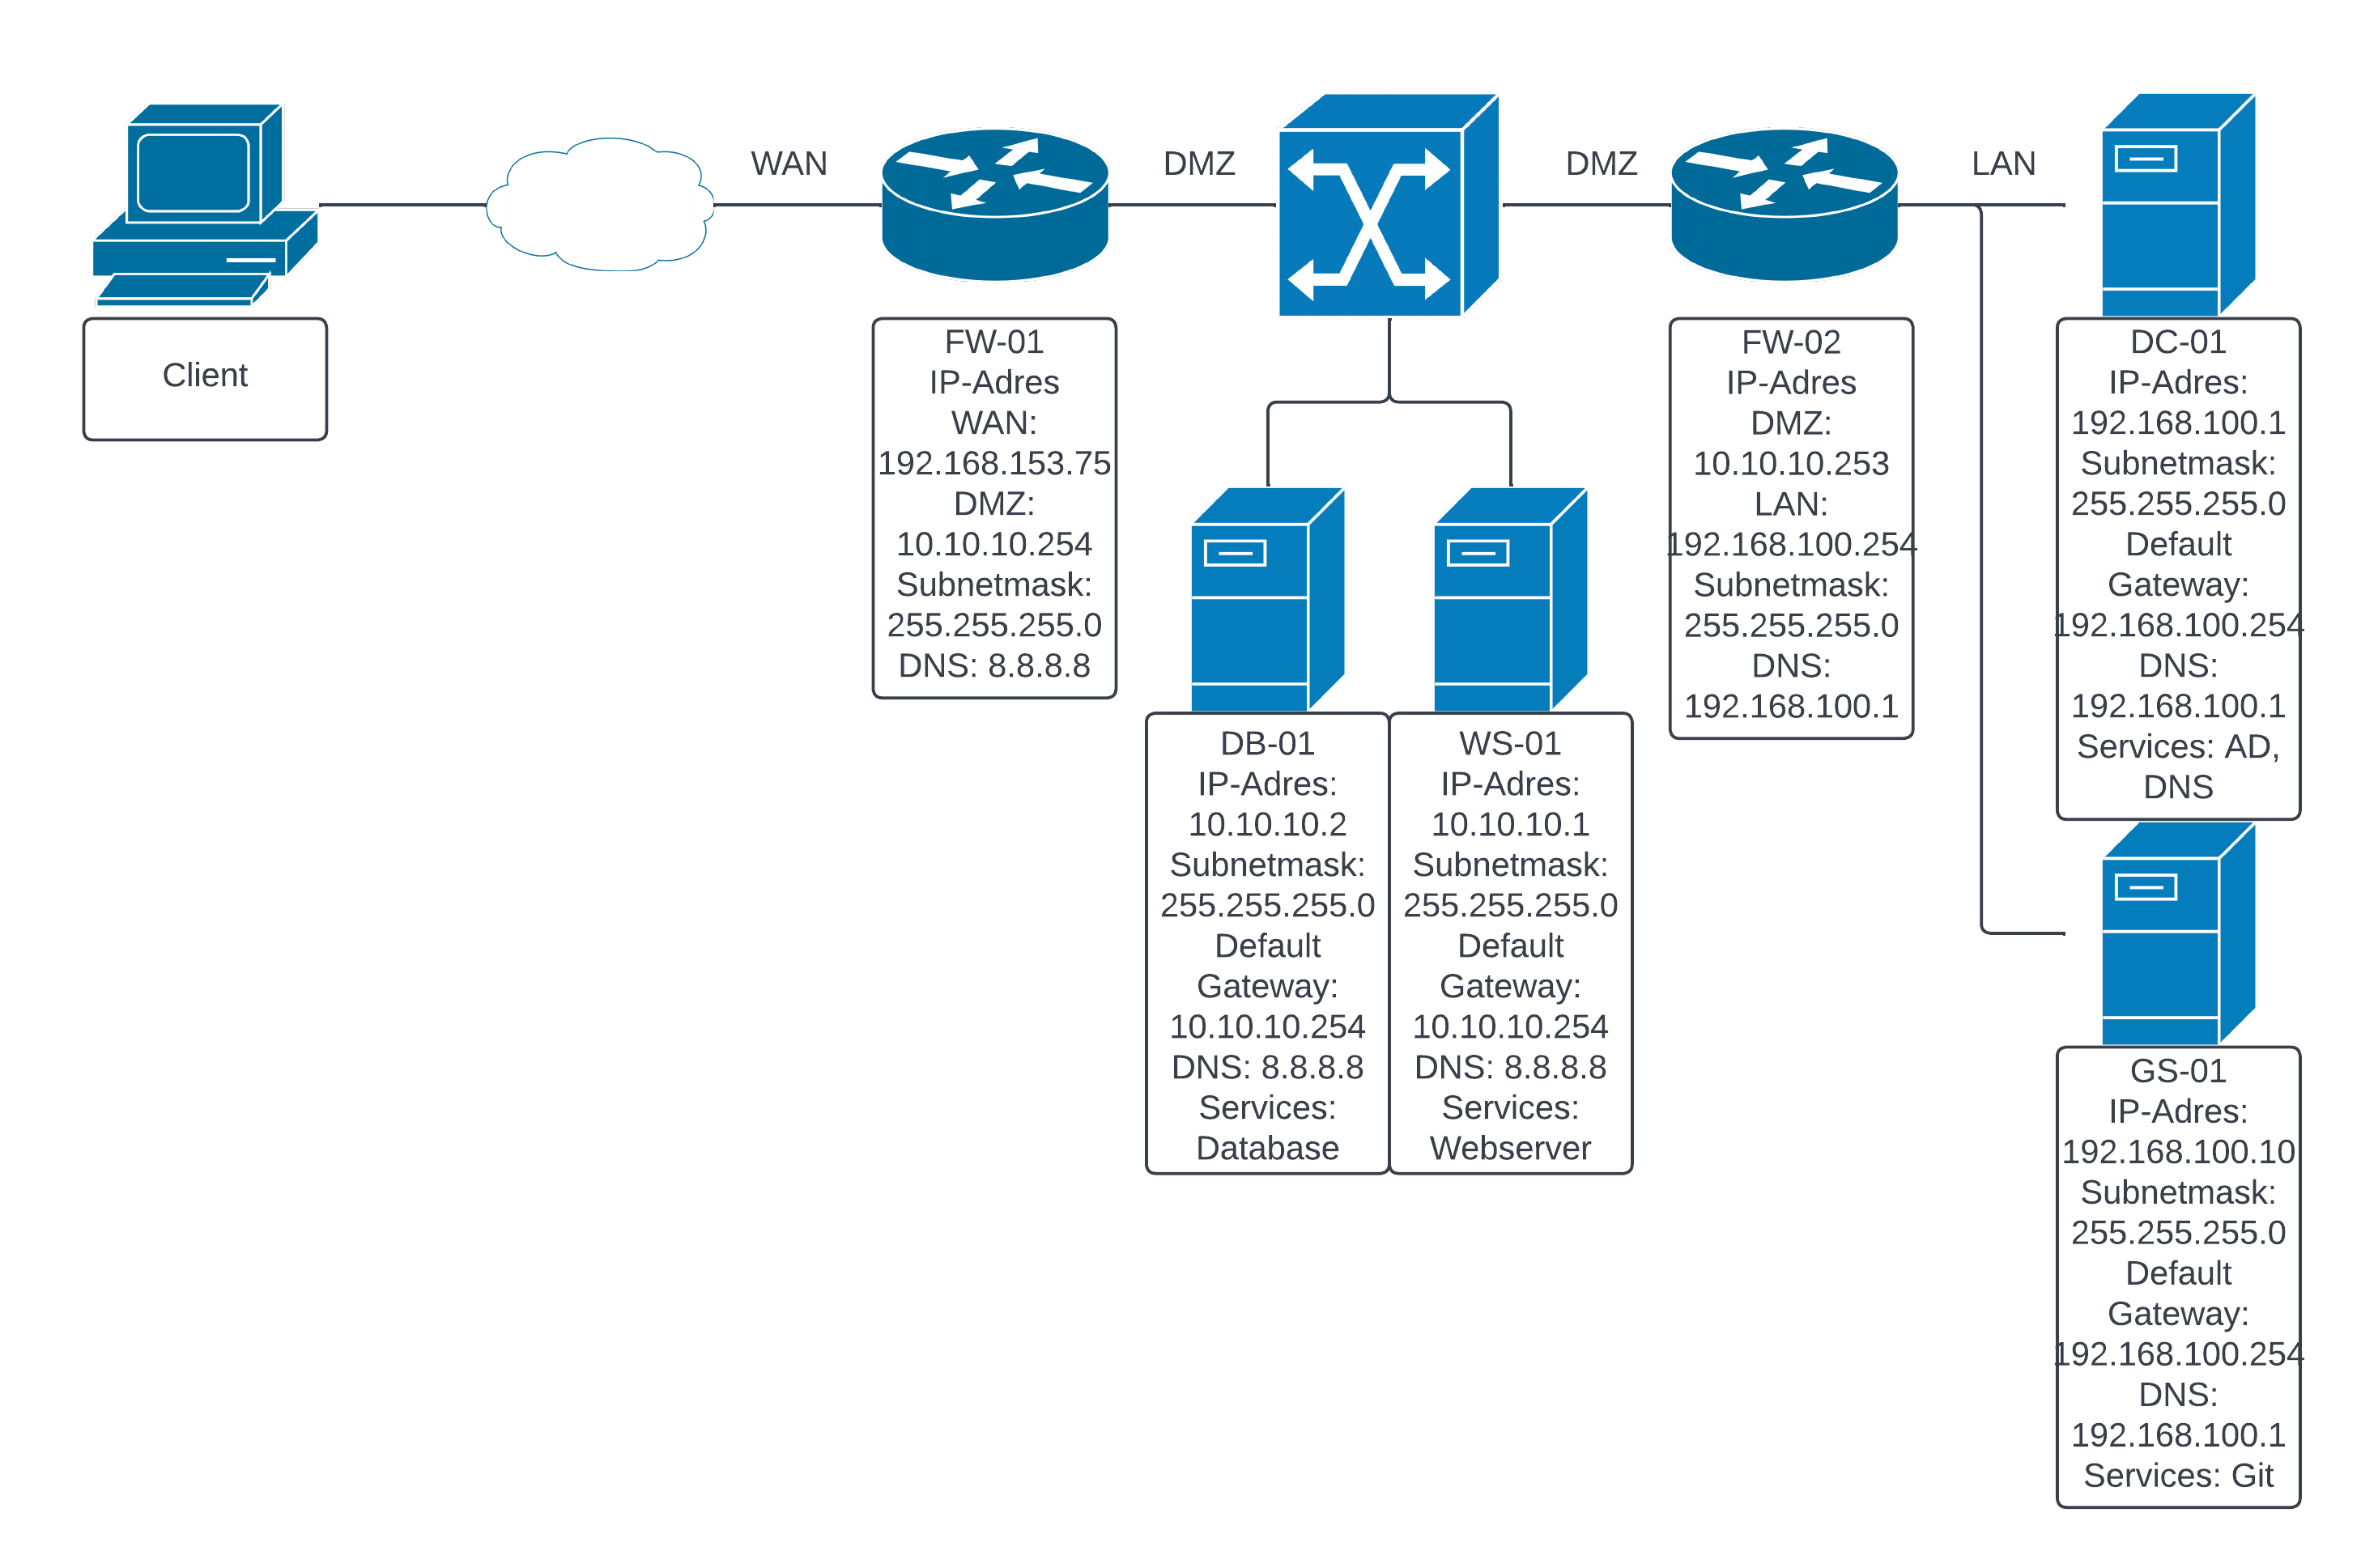 WAN
DMZ
DMZ
LAN
Client
FW-01
IP-Adres
WAN:
192.168.153.75
DMZ:
10.10.10.254
Subnetmask:
255.255.255.0
DNS: 8.8.8.8
DB-01
IP-Adres:
10.10.10.2
Subnetmask:
255.255.255.0
Default
Gateway:
10.10.10.254
DNS: 8.8.8.8
Services:
Database
WS-01
IP-Adres:
10.10.10.1
Subnetmask:
255.255.255.0
Default
Gateway:
10.10.10.254
DNS: 8.8.8.8
Services:
Webserver
FW-02
IP-Adres
DMZ:
10.10.10.253
LAN:
192.168.100.254
Subnetmask:
255.255.255.0
DNS:
192.168.100.1
DC-01
IP-Adres:
192.168.100.1
Subnetmask:
255.255.255.0
Default
Gateway:
192.168.100.254
DNS:
192.168.100.1
Services: AD,
DNS
GS-01
IP-Adres:
192.168.100.10
Subnetmask:
255.255.255.0
Default
Gateway:
192.168.100.254
DNS:
192.168.100.1
Services: Git